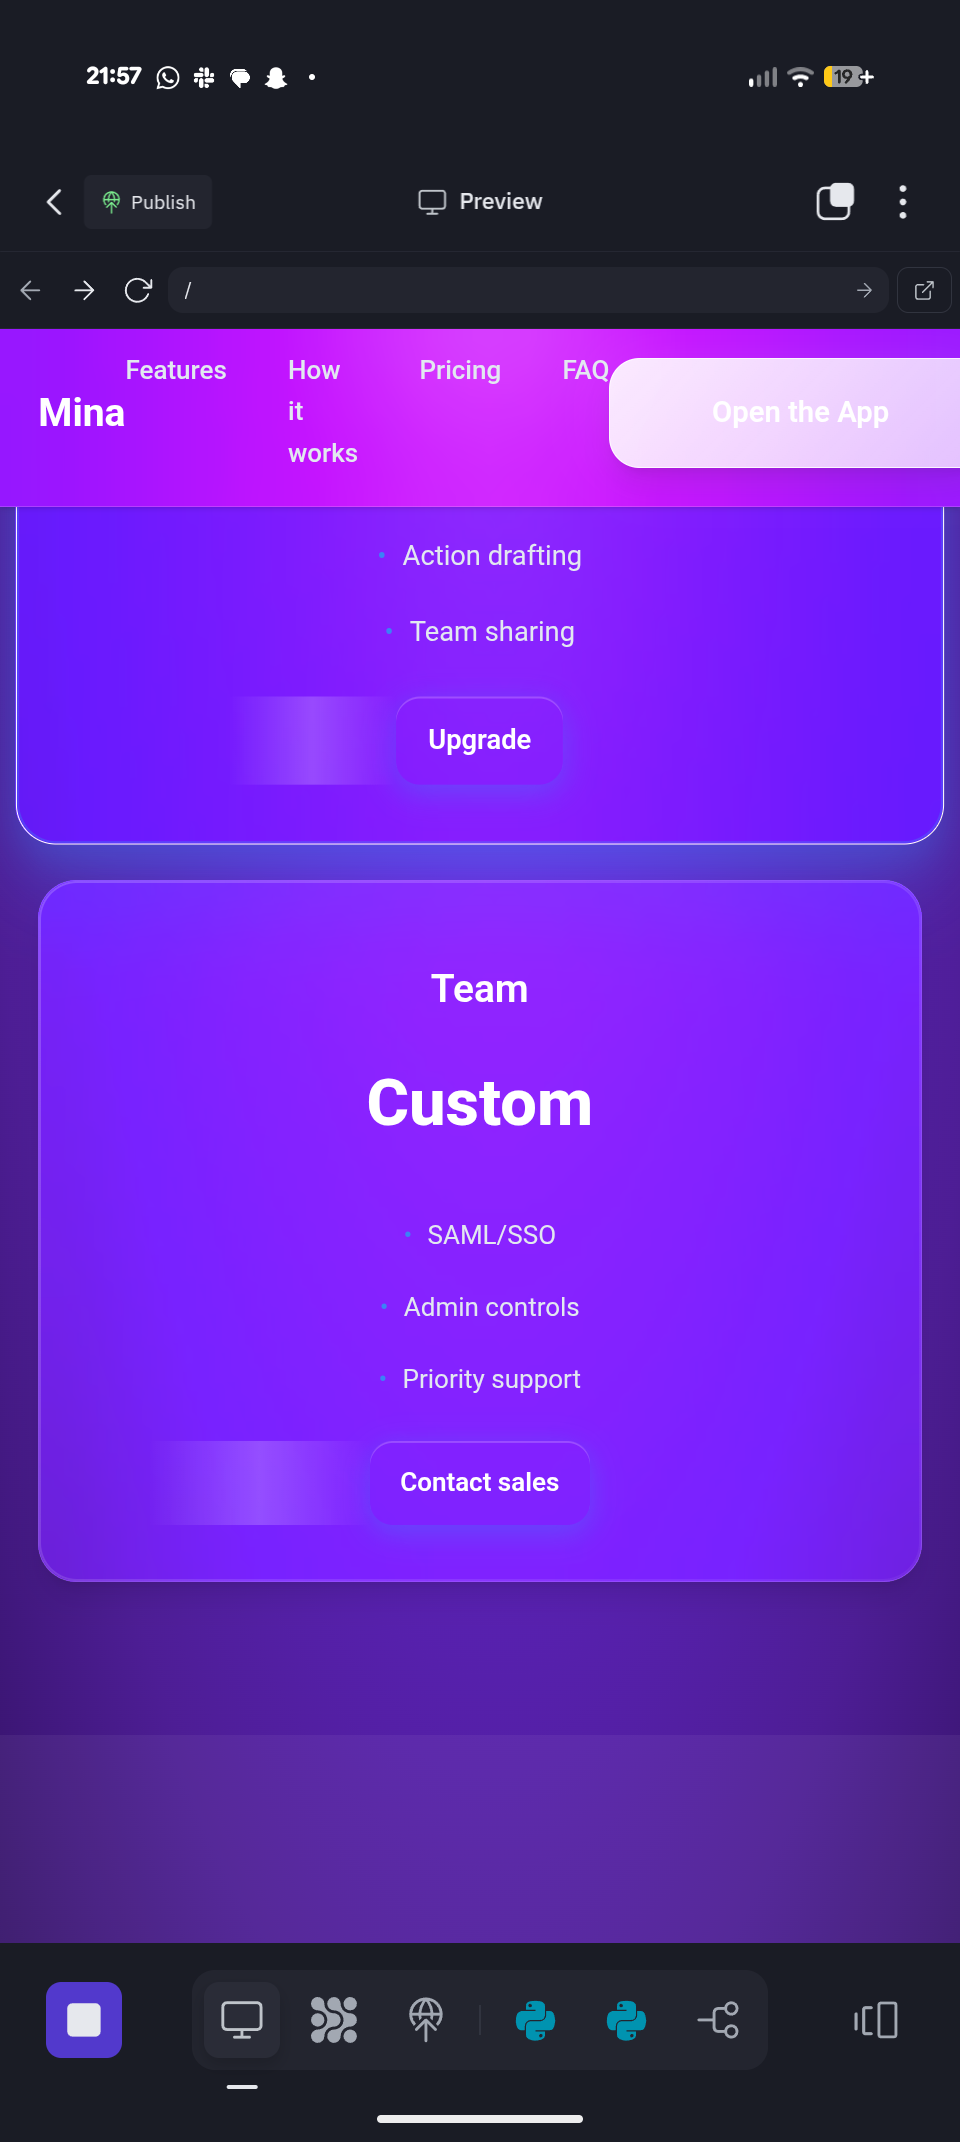 21:57
19+
Publish
Preview
/
Mina
Features
How
it
works
Pricing
FAQ
Open the App
• Action drafting
• Team sharing
Upgrade
Team
Custom
• SAML/SSO
• Admin controls
• Priority support
Contact sales